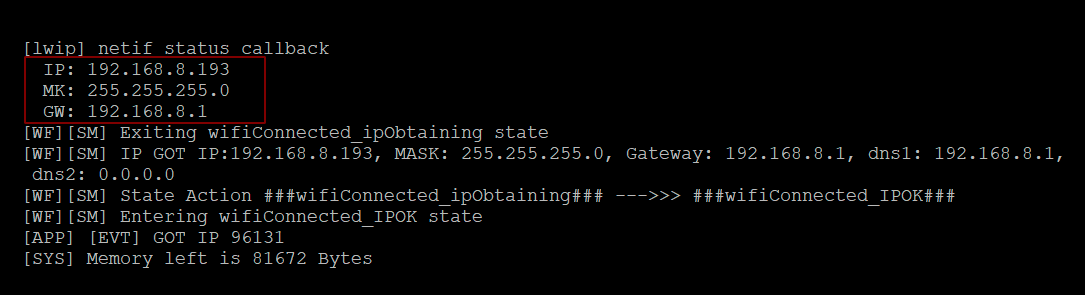 [lwip] netif status callback
IP: 192.168.8.193
MK: 255.255.255.0
GW: 192.168.8.1
[WF][SM] Exiting wifiConnected_ipObtaining state
[WF][SM] IP GOT IP:192.168.8.193, MASK: 255.255.255.0, Gateway: 192.168.8.1, dns1: 192.168.8.1,
dns2: 0.0.0.0
[WF][SM] State Action ###wifiConnected_ipObtaining### --->>> ###wifiConnected_IPOK###
[WF][SM] Entering wifiConnected_IPOK state
[APP] [EVT] GOT IP 96131
[SYS] Memory left is 81672 Bytes